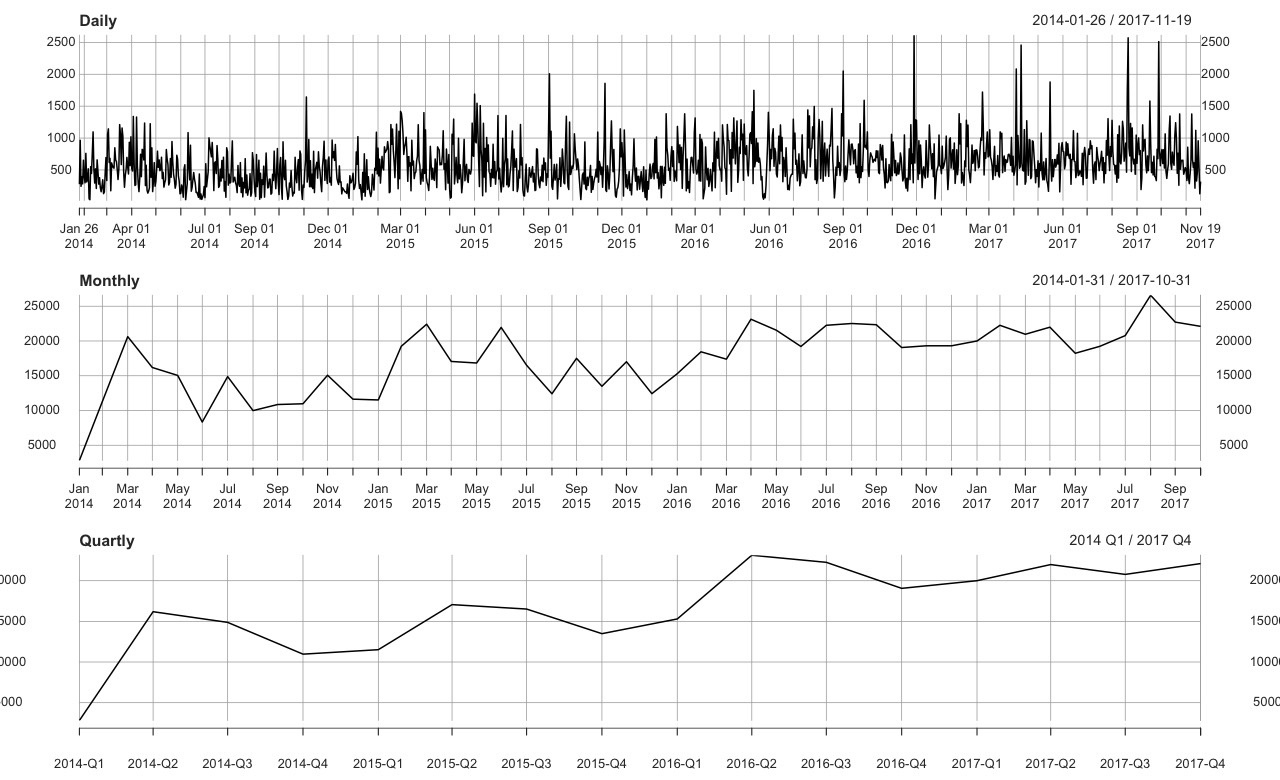 Daily 2014-01-26 / 2017-11-19
2500 2500
2000 2000
1500 1500
1000 1000
500 500
Jan 26 Apr 01 Jul 01 Sep 01 Dec 01 Mar 01 Jun 01 Sep 01 Dec 01 Mar 01 Jun 01 Sep 01 Dec 01 Mar 01 Jun 01 Sep 01 Nov 19
2014 2014 2014 2014 2014 2015 2015 2015 2015 2016 2016 2016 2016 2017 2017 2017 2017
Monthly 2014-01-31 / 2017-10-31
25000 25000
20000 20000
15000 15000
10000 10000
5000 5000
Jan Mar May Jul Sep Nov Jan Mar May Jul Sep Nov Jan May Jul Sep Nov Jan Mar May Jul Sep
2014 2014 2014 2014 2014 2014 2015 2015 2015 2015 2015 2015 2016 2016 2016 2016 2016 2017 2017 2017 2017 2017
Quartly 2014 Q1 / 2017 Q4
0000 2000
5000 1500
0000 1000
000 5000
2014-Q1 2014-Q2 2014-Q3 2014-Q4 2015-Q1 2015-Q2 2015-Q3 2015-Q4 2016-Q1 2016-Q2 2016-Q3 2016-Q4 2017-Q1 2017-Q2 2017-Q3 2017-Q4